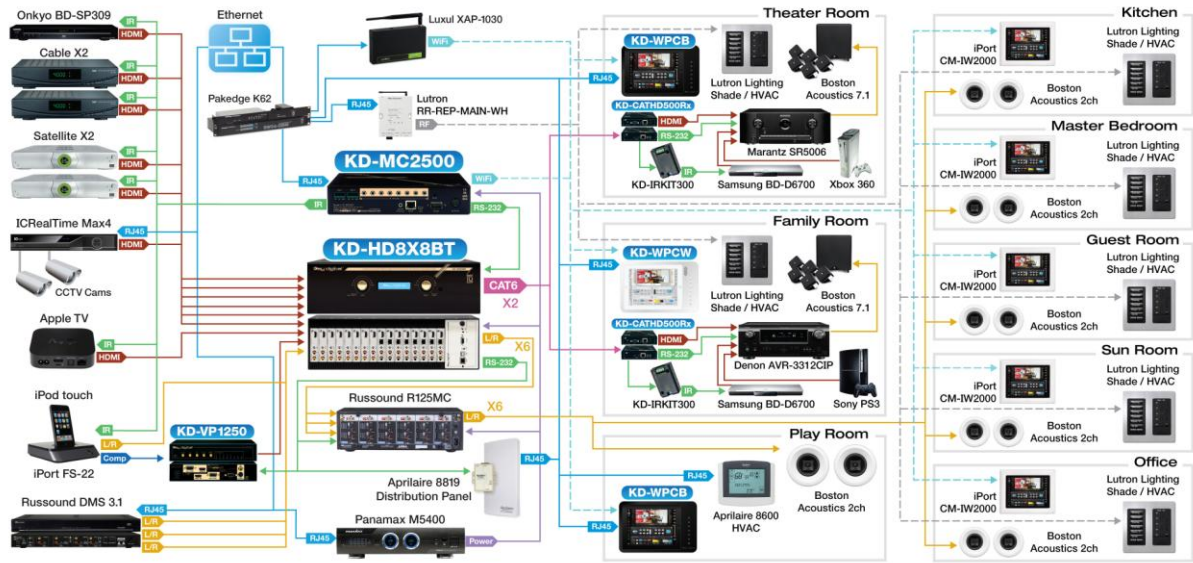 Onkyo BD-SP309
IR
HDMI
Cable X2
IR
HDMI
IR
HDMI
Satellite X2
IR
HDMI
IR
HDMI
ICRealTime Max4
RJ45
HDMI
CCTV Cams
Apple TV
IR
HDMI
iPod touch
IR
L/R
Comp
iPort FS-22
Russound DMS 3.1
RJ45
L/R
L/R
L/R
Ethernet
Pakedge K62
Luxul XAP-1030
WiFi
RJ45
Lutron
RR-REP-MAIN-WH
RF
KD-MC2500
RJ45
WiFi
IR
RS-232
KD-HD8X8BT
CAT6
X2
L/R
X6
RS-232
Russound R125MC
X6
L/R
KD-VP1250
Aprilaire 8819
Distribution Panel
RJ45
Panamax M5400
RJ45
Power
Theater Room
KD-WPCB
RJ45
Lutron Lighting
Shade / HVAC
Boston
Acoustics 7.1
KD-CATHD500Rx
HDMI
RS-232
Marantz SR5006
KD-IRKIT300
IR
Samsung BD-D6700
Xbox 360
Family Room
KD-WPCW
RJ45
Lutron Lighting
Shade / HVAC
Boston
Acoustics 7.1
KD-CATHD500Rx
HDMI
RS-232
Denon AVR-3312CIP
KD-IRKIT300
IR
Samsung BD-D6700
Sony PS3
Play Room
KD-WPCB
RJ45
RJ45
Aprilaire 8600
HVAC
Boston
Acoustics 2ch
Kitchen
iPort
CM-IW2000
Lutron Lighting
Shade / HVAC
Boston
Acoustics 2ch
Master Bedroom
iPort
CM-IW2000
Lutron Lighting
Shade / HVAC
Boston
Acoustics 2ch
Guest Room
iPort
CM-IW2000
Lutron Lighting
Shade / HVAC
Boston
Acoustics 2ch
Sun Room
iPort
CM-IW2000
Lutron Lighting
Shade / HVAC
Boston
Acoustics 2ch
Office
iPort
CM-IW2000
Lutron Lighting
Shade / HVAC
Boston
Acoustics 2ch